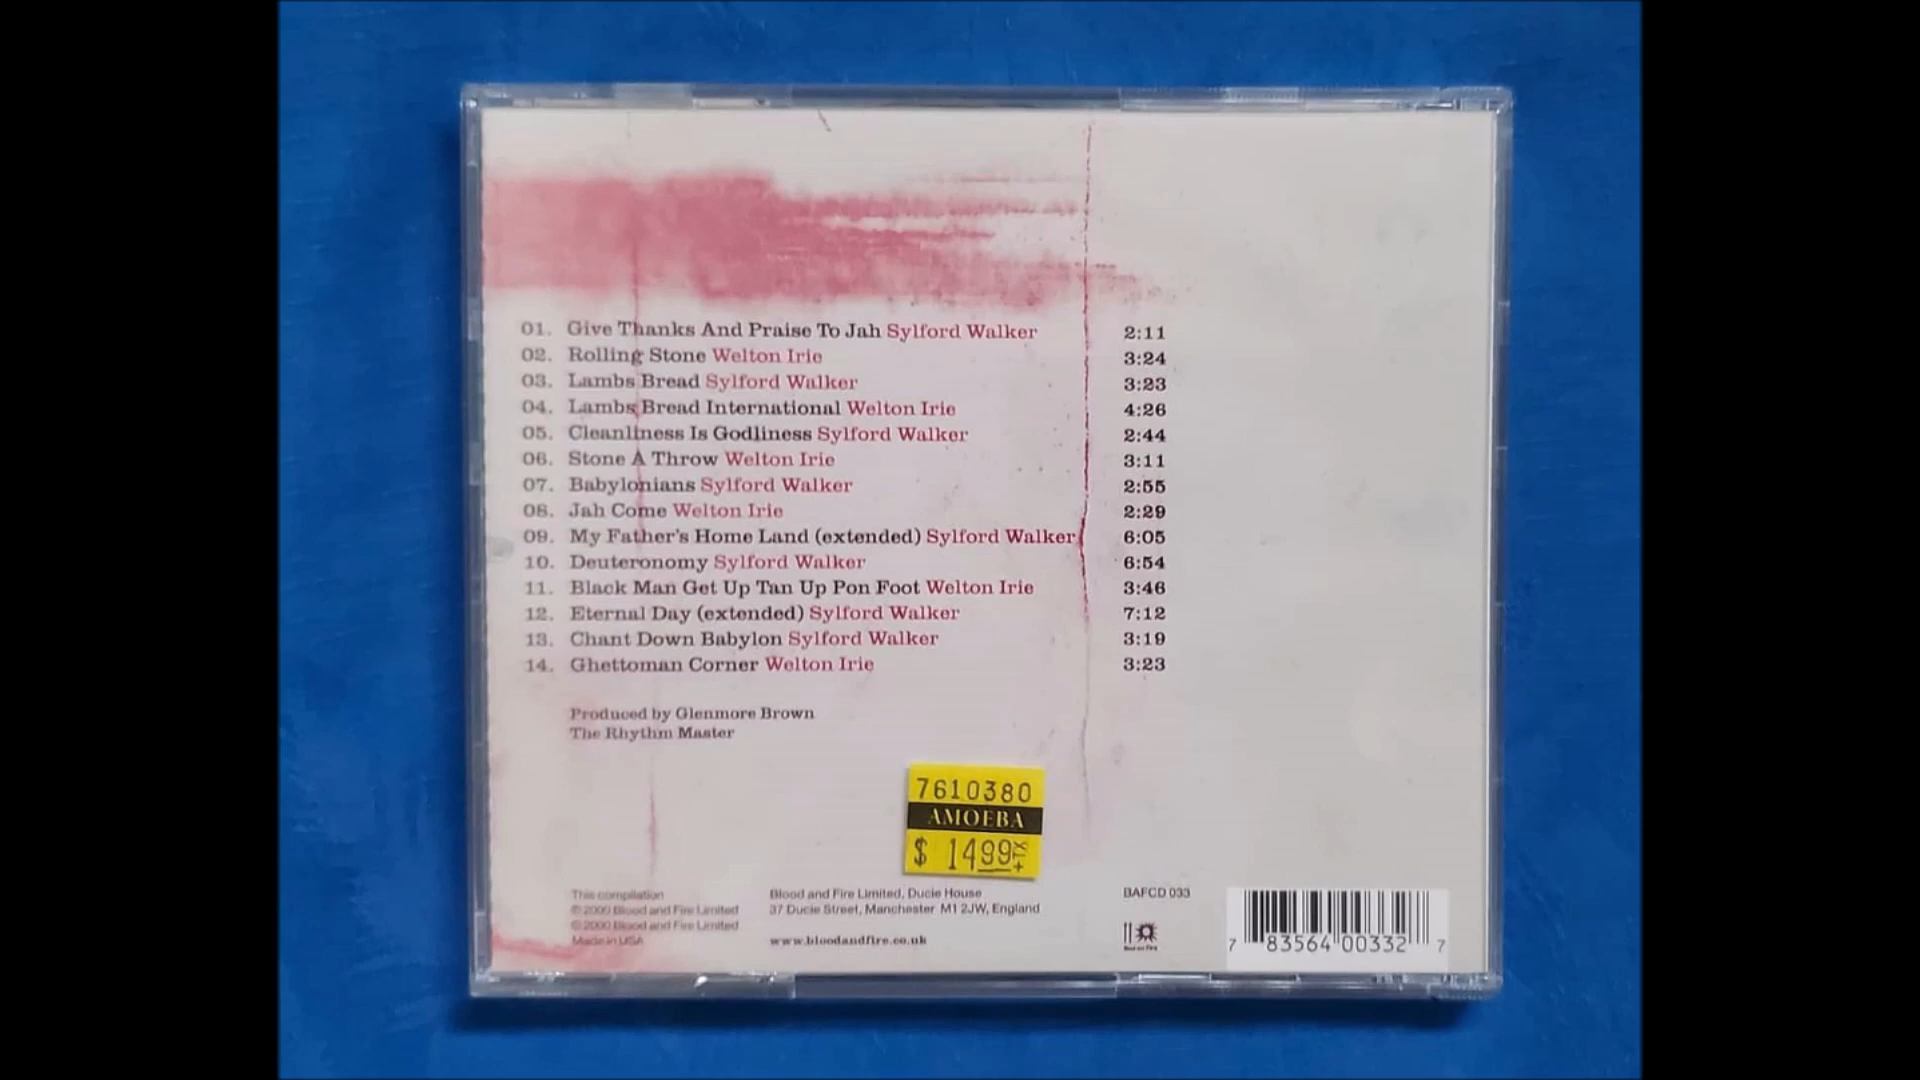 01. Give Thanks And Praise To Jah Sylford Walker 2:11
02. Rolling Stone Welton Irie 3:24
03. Lambs Bread Sylford Walker 3:23
04. Lambs Bread International Welton Irie 4:26
05. Cleanliness Is Godliness Sylford Walker 2:44
06. Stone A Throw Welton Irie 3:11
07. Babylonians Sylford Walker 2:55
08. Jah Come Welton Irie 2:29
09. My Father's Home Land (extended) Sylford Walker 6:05
10. Deuteronomy Sylford Walker 6:54
11. Black Man Get Up Tan Up Pon Foot Welton Irie 3:46
12. Eternal Day (extended) Sylford Walker 7:12
13. Chant Down Babylon Sylford Walker 3:19
14. Ghettoman Corner Welton Irie 3:23
Produced by Glenmore Brown
The Rhythm Master
7610380
AMOEBA
$ 1499 +TX
This compilation
℗ 2000 Blood and Fire Limited
© 2000 Blood and Fire Limited
Made in USA
Blood and Fire Limited, Ducie House
37 Ducie Street, Manchester M1 2JW, England
www.bloodandfire.co.uk
BAFCD 033
7 83564 00332 7